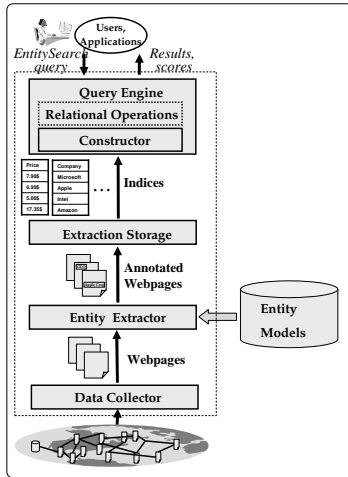 Users,
Applications
EntitySearch
query
Results,
scores
Query Engine
Relational Operations
Constructor
Price
7.99$
6.99$
5.00$
17.35$
Company
Microsoft
Apple
Intel
Amazon
...
Indices
Extraction Storage
Annotated
Webpages
Entity Extractor
Entity
Models
Webpages
Data Collector